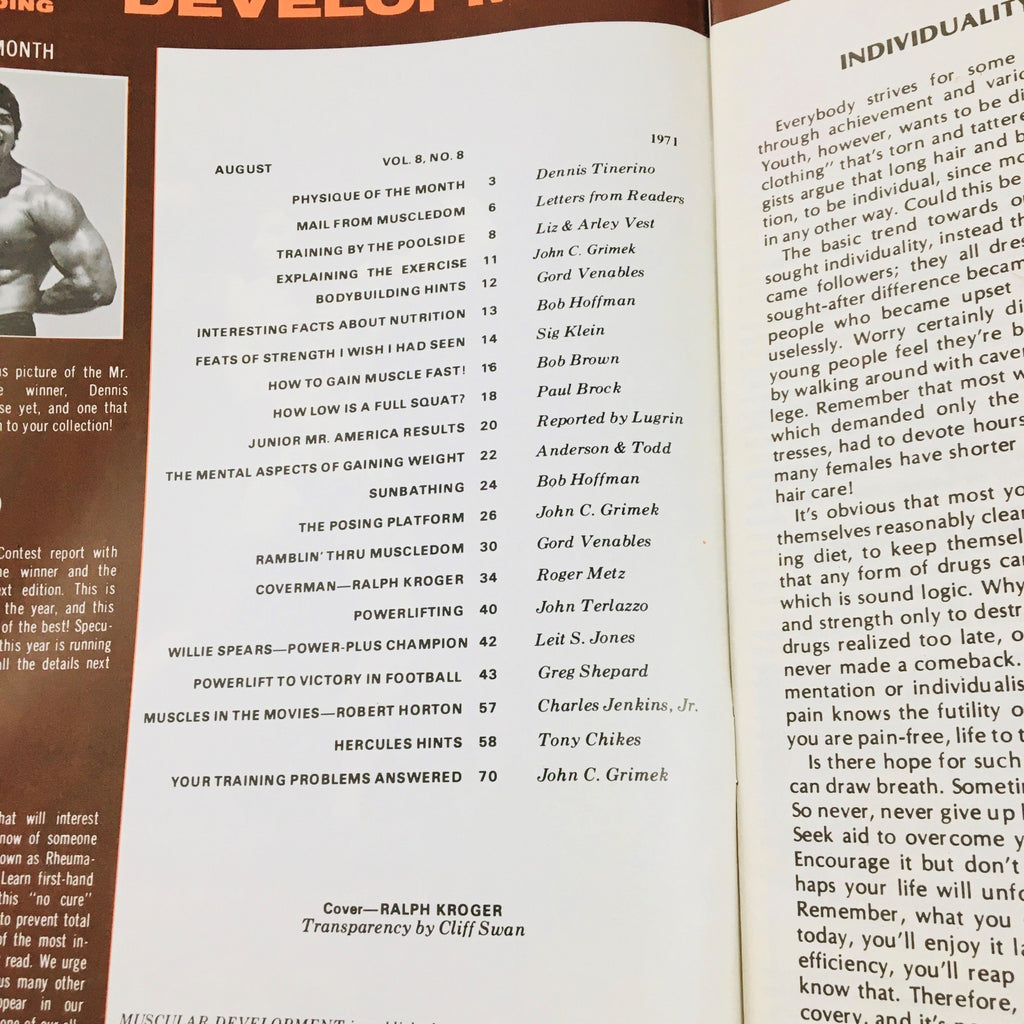 DING
DEVELOPM
MONTH
s picture of the Mr.
winner, Dennis
se yet, and one that
to your collection!
Contest report with
winner and the
xt edition. This is
the year, and this
of the best! Specu-
this year is running
all the details next
hat will interest
now of someone
own as Rheuma-
Learn first-hand
this "no cure"
to prevent total
of the most in-
read. We urge
us many other
ppear in our
1971
AUGUST VOL. 8, NO. 8
PHYSIQUE OF THE MONTH 3 Dennis Tinerino
MAIL FROM MUSCLEDOM 6 Letters from Readers
TRAINING BY THE POOLSIDE 8 Liz & Arley Vest
EXPLAINING THE EXERCISE 11 John C. Grimek
BODYBUILDING HINTS 12 Gord Venables
INTERESTING FACTS ABOUT NUTRITION 13 Bob Hoffman
FEATS OF STRENGTH I WISH I HAD SEEN 14 Sig Klein
HOW TO GAIN MUSCLE FAST! 16 Bob Brown
HOW LOW IS A FULL SQUAT? 18 Paul Brock
JUNIOR MR. AMERICA RESULTS 20 Reported by Lugrin
THE MENTAL ASPECTS OF GAINING WEIGHT 22 Anderson & Todd
SUNBATHING 24 Bob Hoffman
THE POSING PLATFORM 26 John C. Grimek
RAMBLIN' THRU MUSCLEDOM 30 Gord Venables
COVERMAN—RALPH KROGER 34 Roger Metz
POWERLIFTING 40 John Terlazzo
WILLIE SPEARS—POWER-PLUS CHAMPION 42 Leit S. Jones
POWERLIFT TO VICTORY IN FOOTBALL 43 Greg Shepard
MUSCLES IN THE MOVIES—ROBERT HORTON 57 Charles Jenkins, Jr.
HERCULES HINTS 58 Tony Chikes
YOUR TRAINING PROBLEMS ANSWERED 70 John C. Grimek
Cover—RALPH KROGER
Transparency by Cliff Swan
MUSCULAR DEVELOPMENT
INDIVIDUALITY
Everybody strives for some
through achievement and vario
Youth, however, wants to be di
clothing" that's torn and tattere
gists argue that long hair and b
tion, to be individual, since mo
in any other way. Could this be
The basic trend towards o
sought individuality, instead th
came followers; they all dres
sought-after difference becam
people who became upset
uselessly. Worry certainly di
young people feel they're b
by walking around with caver
lege. Remember that most w
which demanded only the
tresses, had to devote hours
many females have shorter
hair care!
It's obvious that most yo
themselves reasonably clear
ing diet, to keep themsel
that any form of drugs car
which is sound logic. Why
and strength only to destr
drugs realized too late, o
never made a comeback.
mentation or individualis
pain knows the futility o
you are pain-free, life to t
Is there hope for such
can draw breath. Sometin
So never, never give up
Seek aid to overcome y
Encourage it but don't
haps your life will unfo
Remember, what you
today, you'll enjoy it la
efficiency, you'll reap
know that. Therefore,
covery, and it's